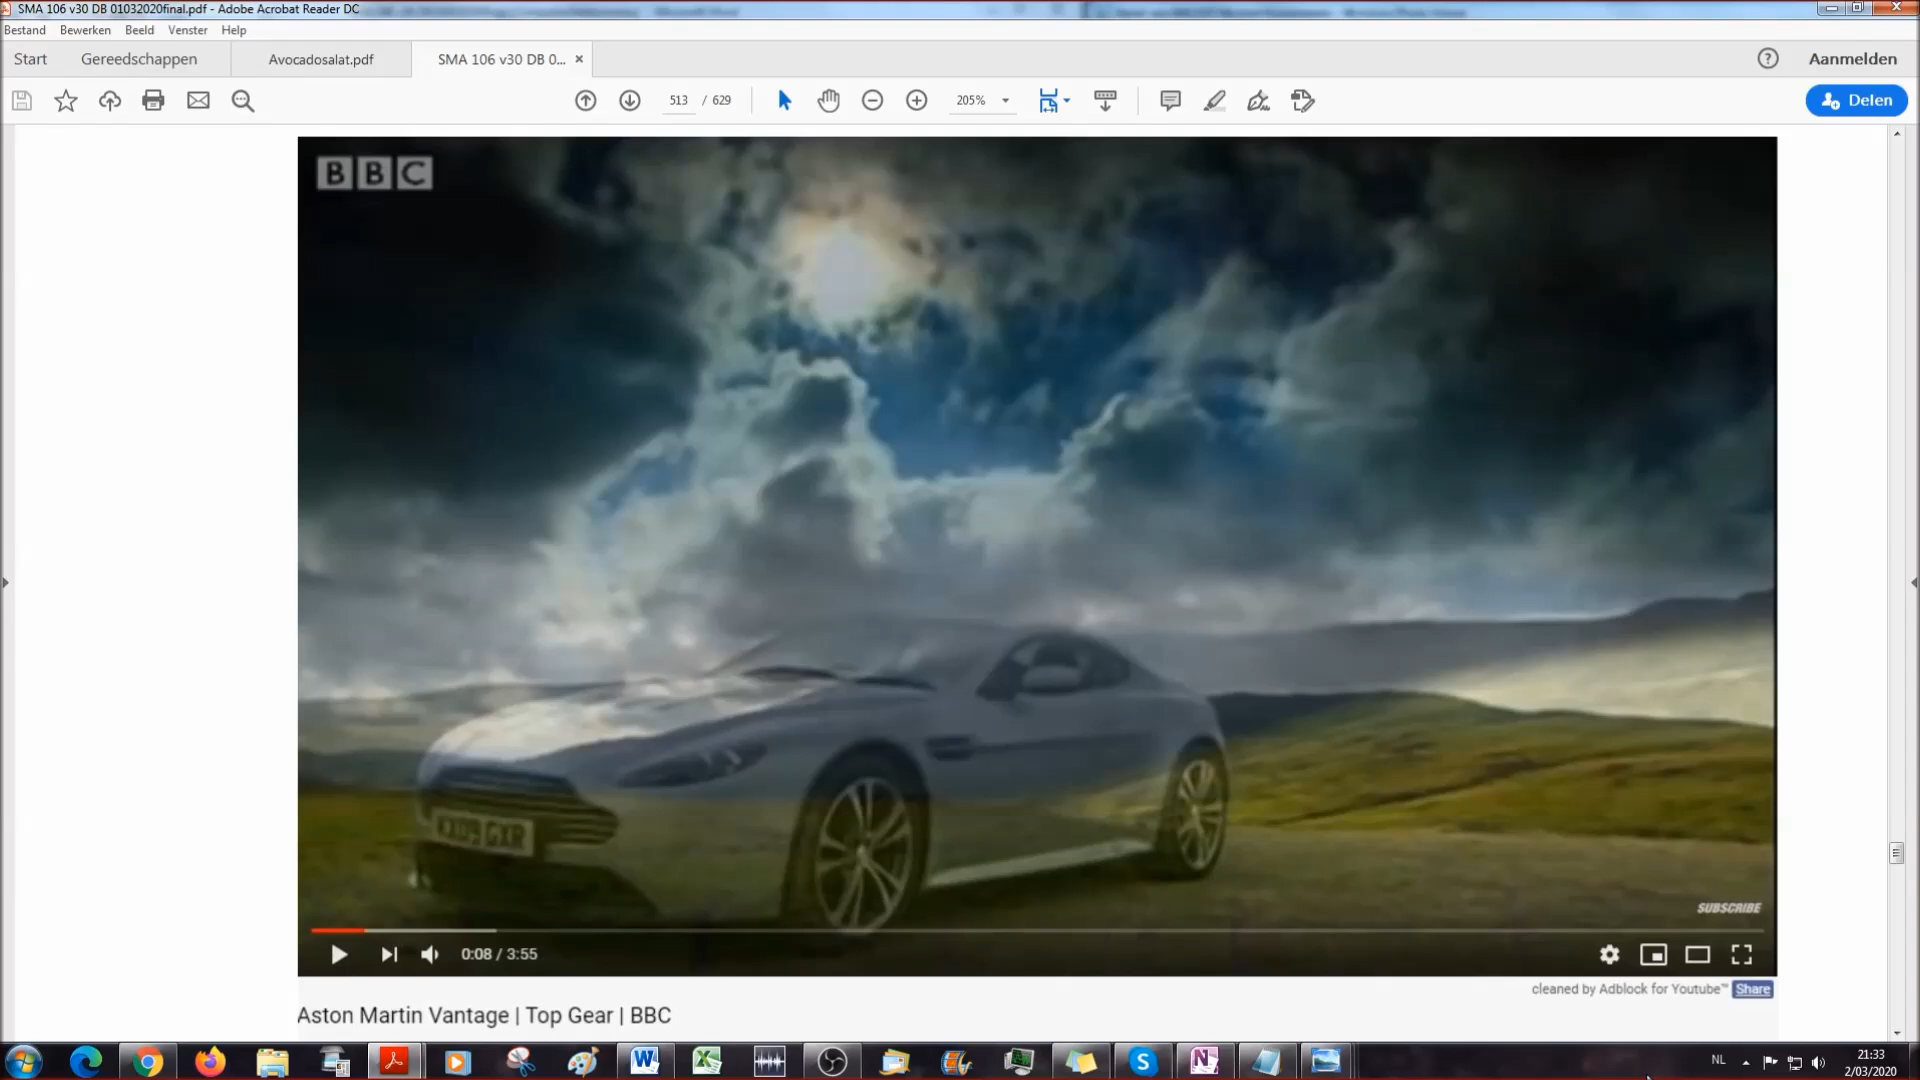 SMA 106 v30 DB 01032020final.pdf - Adobe Acrobat Reader DC
Bestand Bewerken Beeld Venster Help
Start Gereedschappen Avocadosalat.pdf SMA 106 v30 DB 0... × ? Aanmelden
513 / 629 205% Delen
BBC
SUBSCRIBE
0:08 / 3:55
cleaned by Adblock for Youtube™ Share
Aston Martin Vantage | Top Gear | BBC
NL 21:33
2/03/2020